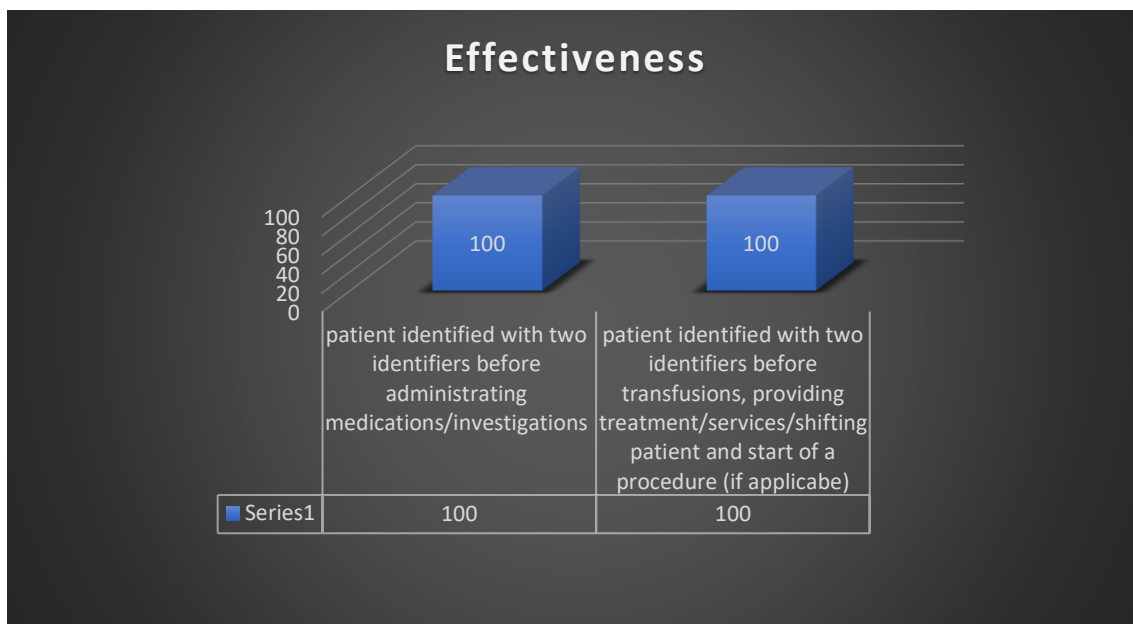 Effectiveness
100
80
60
40
20
0
100
100
patient identified with two
identifiers before
administrating
medications/investigations
patient identified with two
identifiers before
transfusions, providing
treatment/services/shifting
patient and start of a
procedure (if applicabe)
Series1
100
100